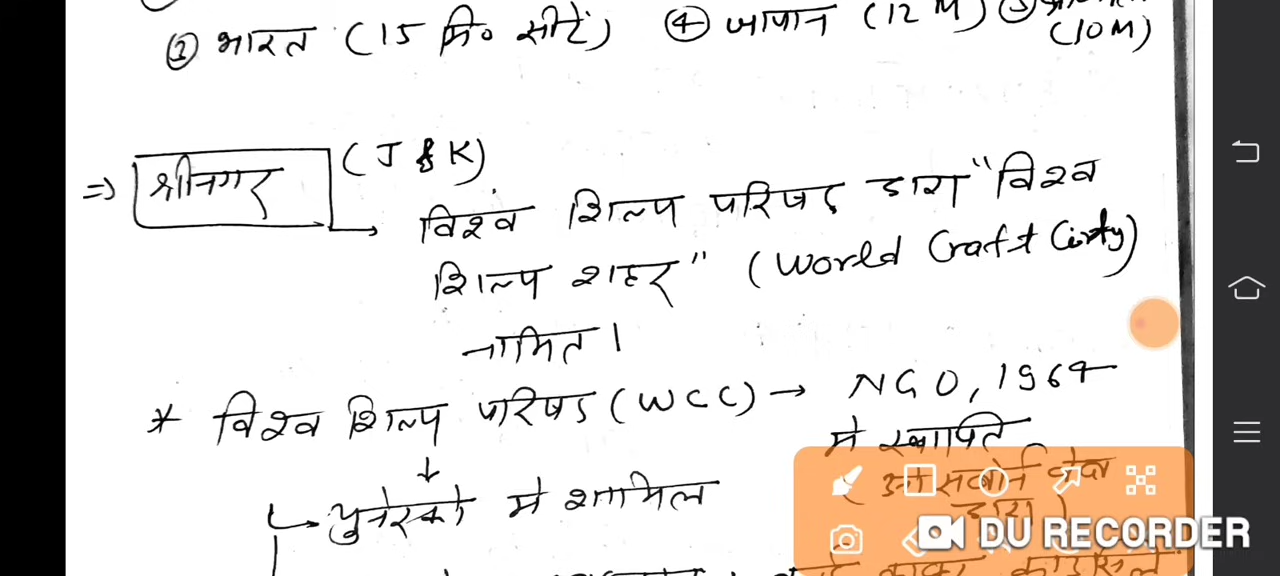 ③ भारत (15 मि० सीटें) ④ जापान (12 M) ⑤
(10M)
⇒ श्रीनगर (J & K)
→ विश्व शिल्प परिषद द्वारा "विश्व
शिल्प शहर" (World Craft City)
नामित।
* विश्व शिल्प परिषद (WCC) → NGO, 1964
में स्थापित
↓
↳ युनेस्को में शामिल
द्वारा)
DU RECORDER